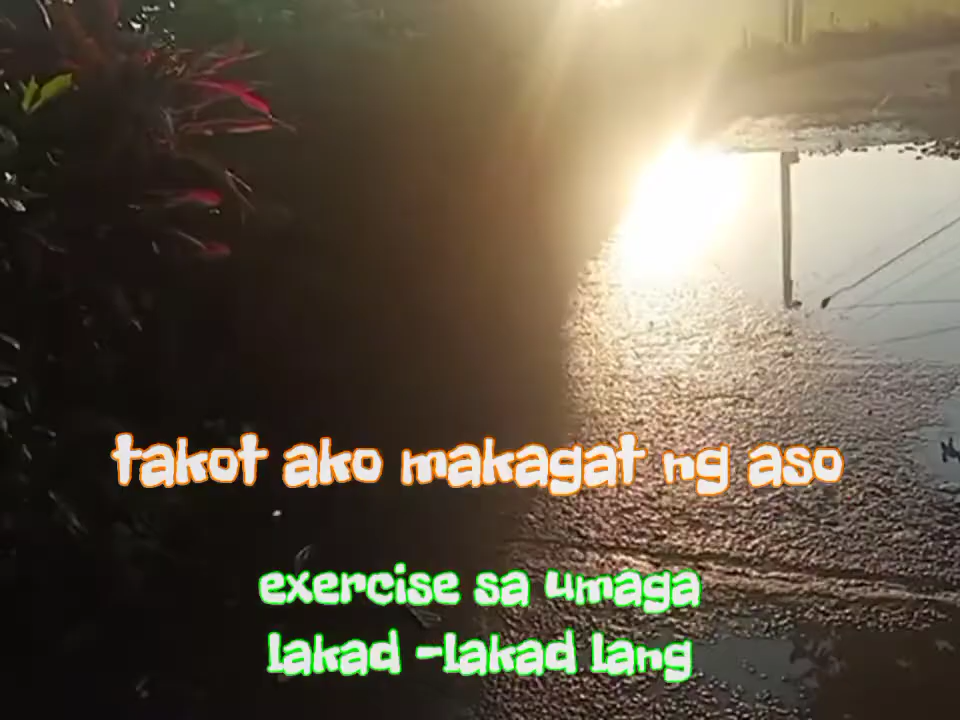 takot ako makagat ng aso
exercise sa umaga
lakad -lakad lang